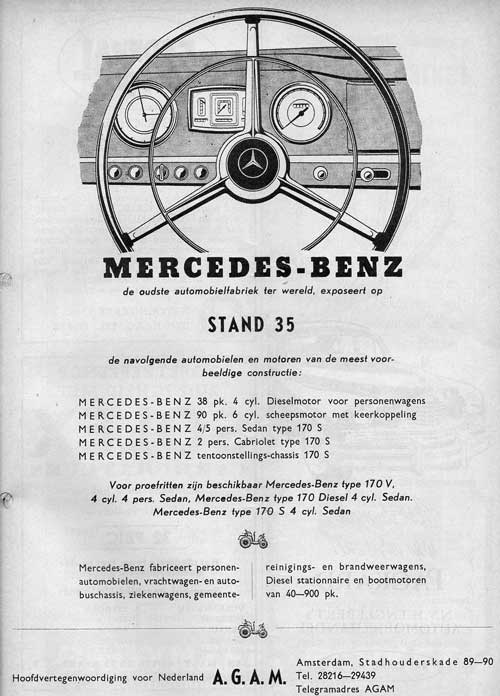 MERCEDES-BENZ
de oudste automobielfabriek ter wereld, exposeert op
STAND 35
de navolgende automobielen en motoren van de meest voor-
beeldige constructie:
MERCEDES-BENZ 38 pk. 4 cyl. Dieselmotor voor personenwagens
MERCEDES-BENZ 90 pk. 6 cyl. scheepsmotor met keerkoppeling
MERCEDES-BENZ 4/5 pers. Sedan type 170 S
MERCEDES-BENZ 2 pers. Cabriolet type 170 S
MERCEDES-BENZ tentoonstellings-chassis 170 S
Voor proefritten zijn beschikbaar Mercedes-Benz type 170 V,
4 cyl. 4 pers. Sedan, Mercedes-Benz type 170 Diesel 4 cyl. Sedan.
Mercedes-Benz type 170 S 4 cyl. Sedan
Mercedes-Benz fabriceert personen-
automobielen, vrachtwagen- en auto-
buschassis, ziekenwagens, gemeente-
reinigings- en brandweerwagens,
Diesel stationnaire en bootmotoren
van 40—900 pk.
Hoofdvertegenwoordiging voor Nederland A.G.A.M.
Amsterdam, Stadhouderskade 89—90
Tel. 28216—29439
Telegramadres AGAM